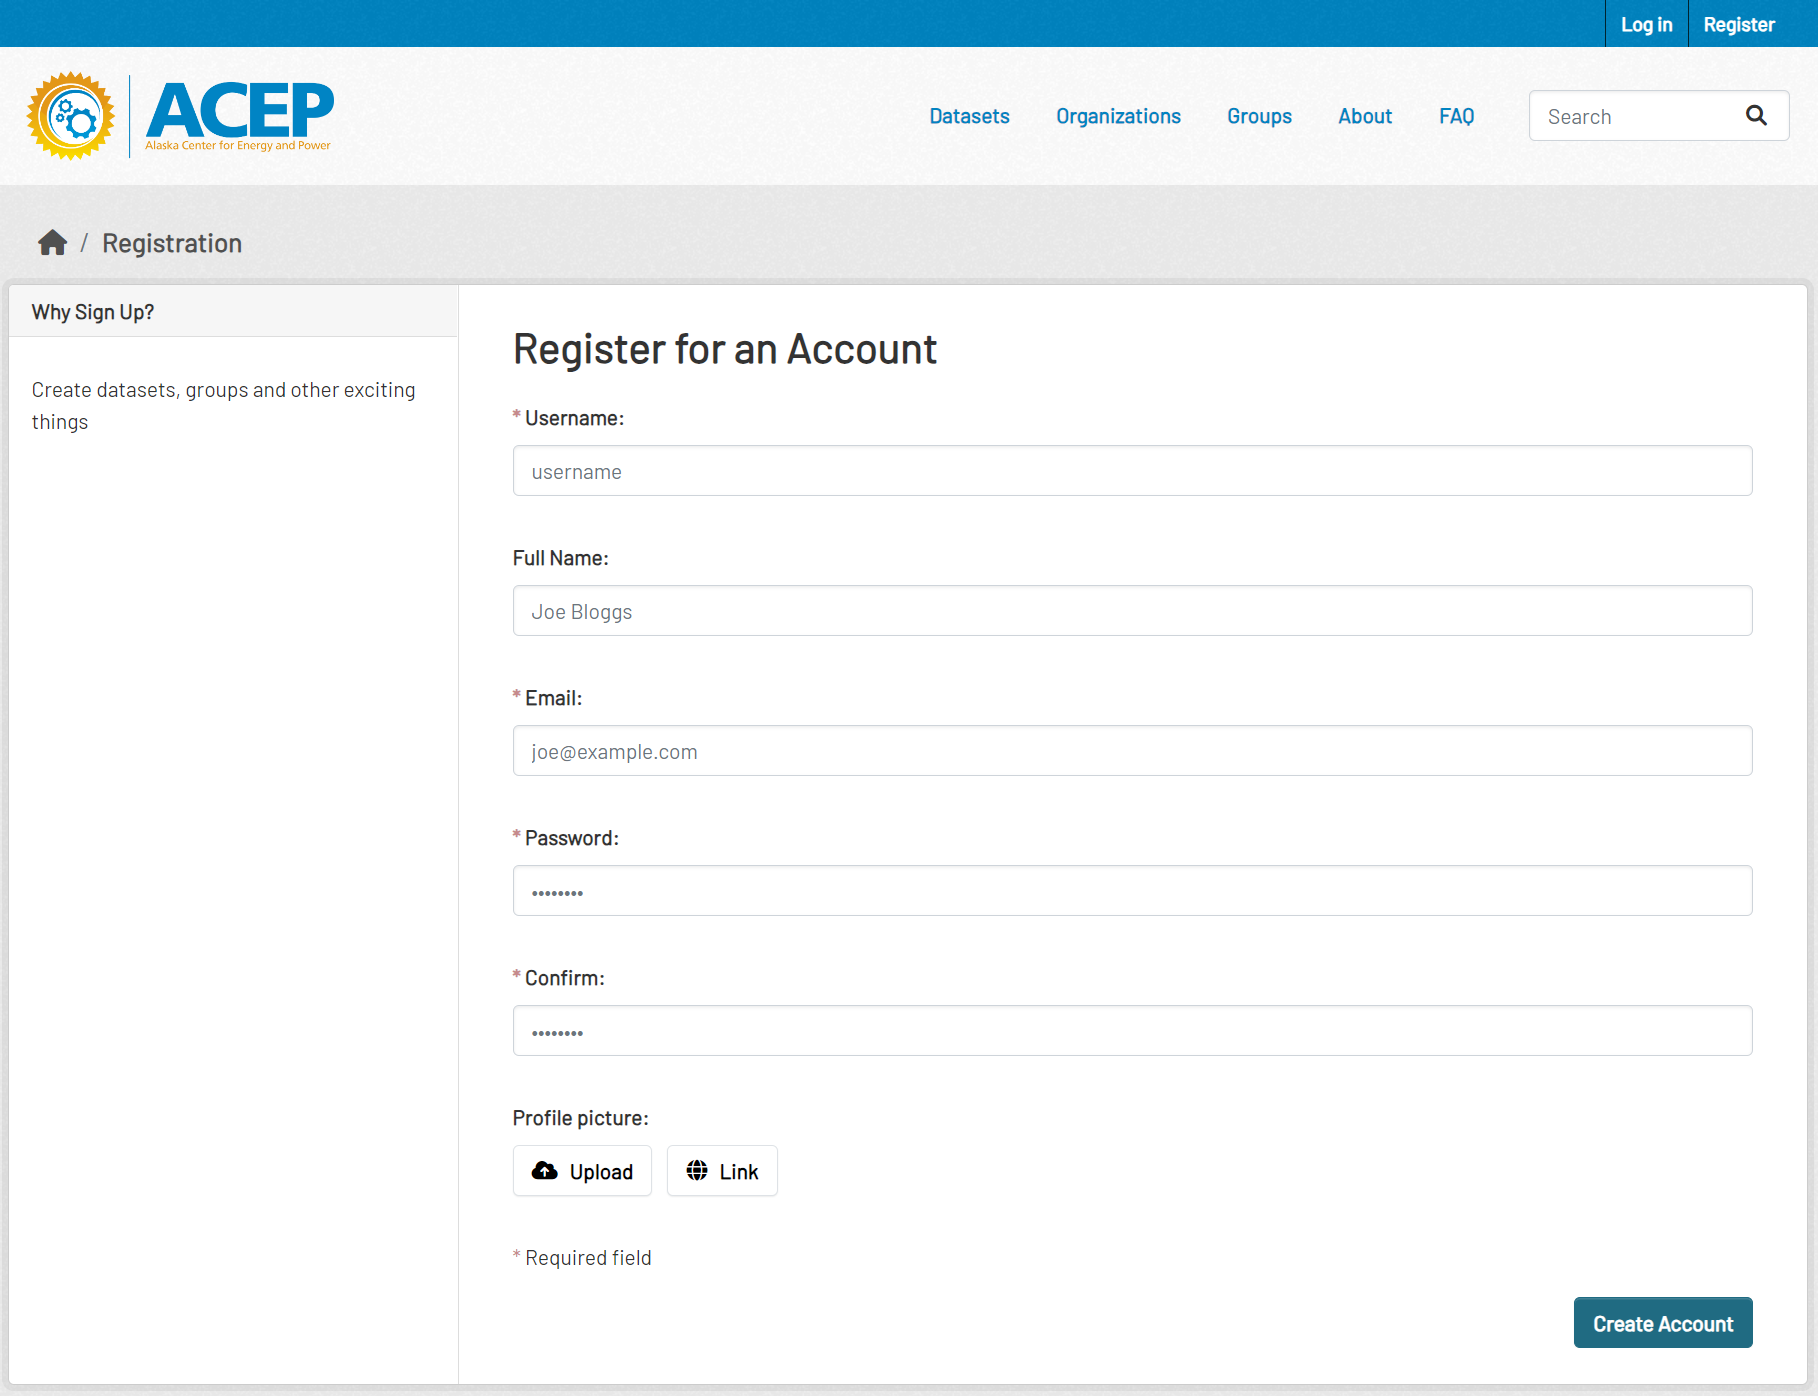 Log in Register
ACEP
Alaska Center for Energy and Power
Datasets Organizations Groups About FAQ Search
/ Registration
Why Sign Up?
Create datasets, groups and other exciting
things
Register for an Account
* Username:
username
Full Name:
Joe Bloggs
* Email:
joe@example.com
* Password:
••••••••
* Confirm:
••••••••
Profile picture:
Upload Link
* Required field
Create Account